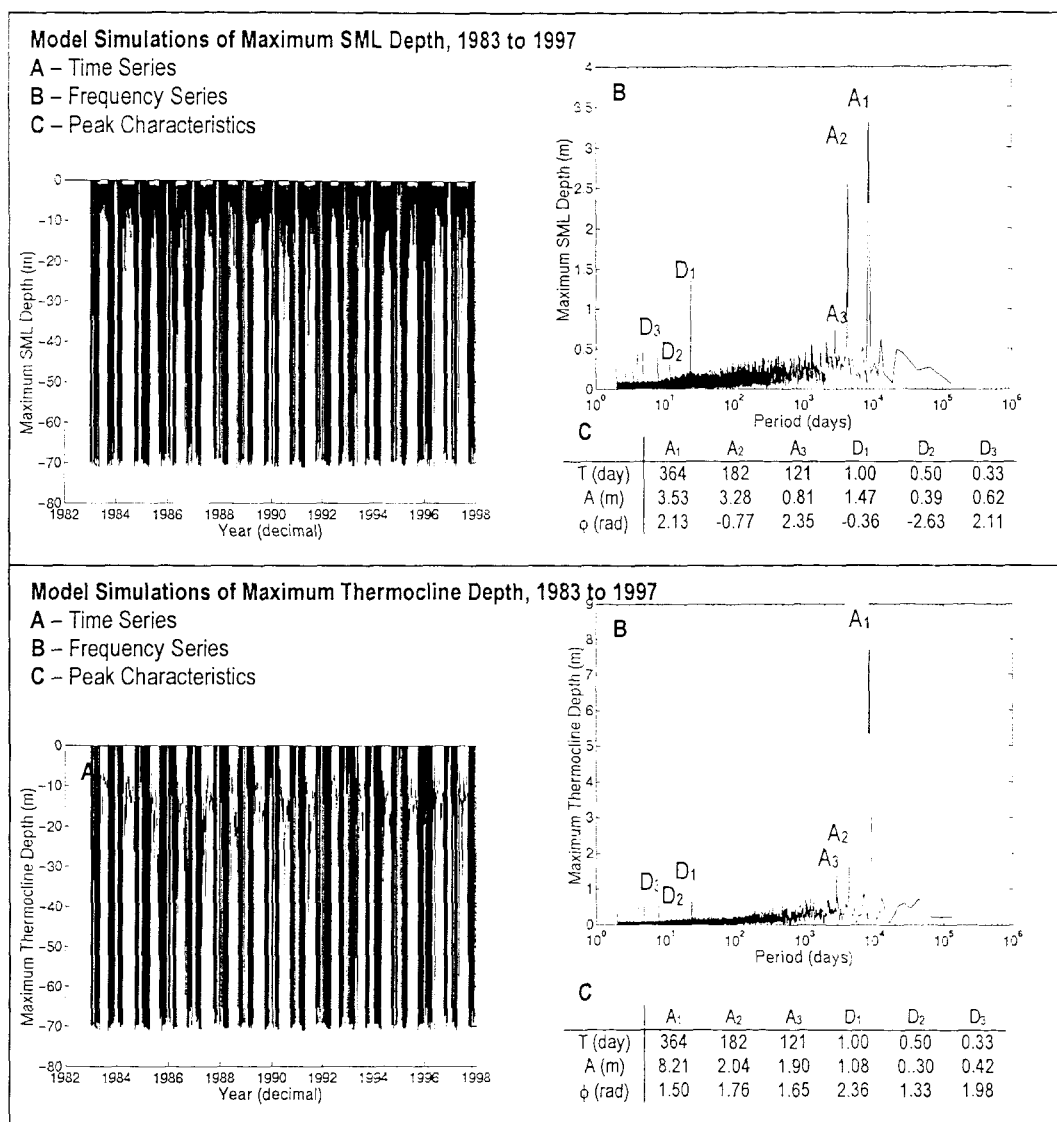 Model Simulations of Maximum SML Depth, 1983 to 1997
A – Time Series
B – Frequency Series
C – Peak Characteristics
0
-10
-20
-30
-40
-50
-60
-70
-80
Maximum SML Depth (m)
1982 1984 1986 1988 1990 1992 1994 1996 1998
Year (decimal)
B
4
3.5
3
2.5
2
1.5
1
0.5
0
Maximum SML Depth (m)
A1
A2
D1
A3
D3
D2
10^0 10^1 10^2 10^3 10^4 10^5 10^6
Period (days)
C
A1 A2 A3 D1 D2 D3
T (day) 364 182 121 1.00 0.50 0.33
A (m) 3.53 3.28 0.81 1.47 0.39 0.62
ϕ (rad) 2.13 -0.77 2.35 -0.36 -2.63 2.11
Model Simulations of Maximum Thermocline Depth, 1983 to 1997
A – Time Series
B – Frequency Series
C – Peak Characteristics
A
0
-10
-20
-30
-40
-50
-60
-70
-80
Maximum Thermocline Depth (m)
1982 1984 1986 1988 1990 1992 1994 1996 1998
Year (decimal)
B
9
8
7
6
5
4
3
2
1
0
Maximum Thermocline Depth (m)
A1
A2
A3
D1
D3
D2
10^0 10^1 10^2 10^3 10^4 10^5 10^6
Period (days)
C
A1 A2 A3 D1 D2 D3
T (day) 364 182 121 1.00 0.50 0.33
A (m) 8.21 2.04 1.90 1.08 0..30 0.42
ϕ (rad) 1.50 1.76 1.65 2.36 1.33 1.98